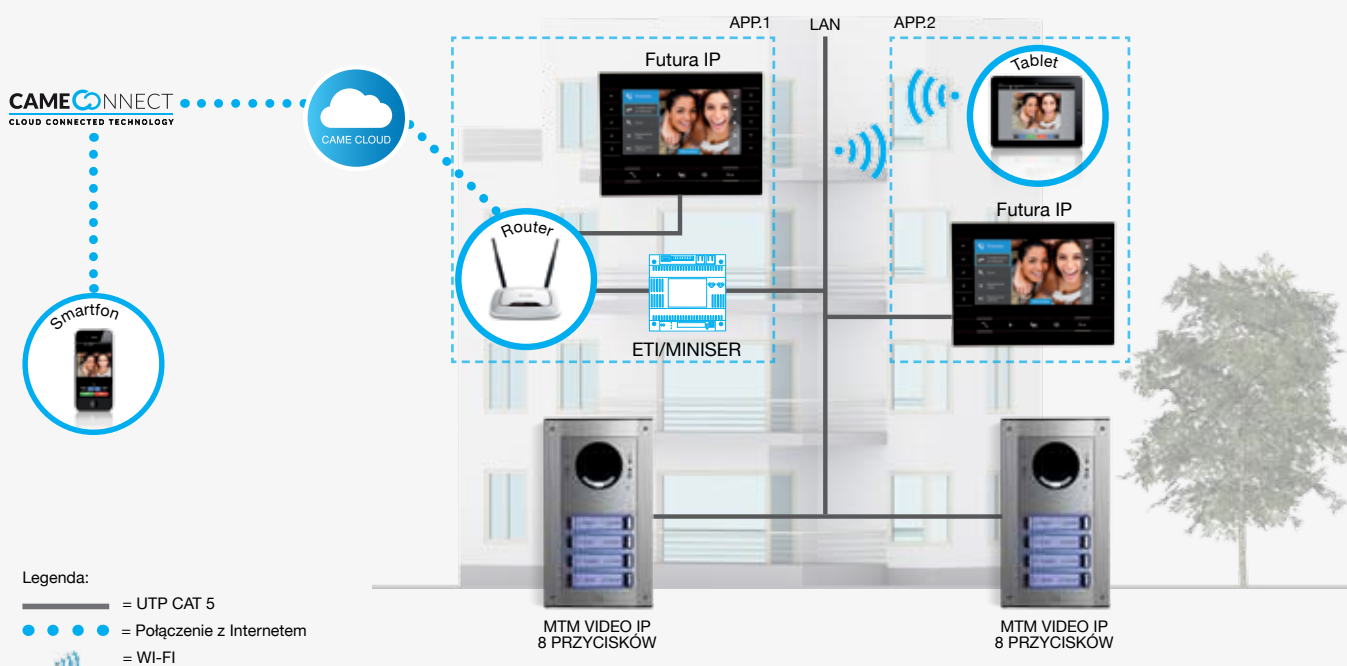 APP.1
LAN
APP.2
Futura IP
Tablet
CAMECONNECT
CLOUD CONNECTED TECHNOLOGY
CAME CLOUD
Router
Futura IP
Smartfon
ETI/MINISER
Legenda:
= UTP CAT 5
= Połączenie z Internetem
= WI-FI
MTM VIDEO IP
8 PRZYCISKÓW
MTM VIDEO IP
8 PRZYCISKÓW